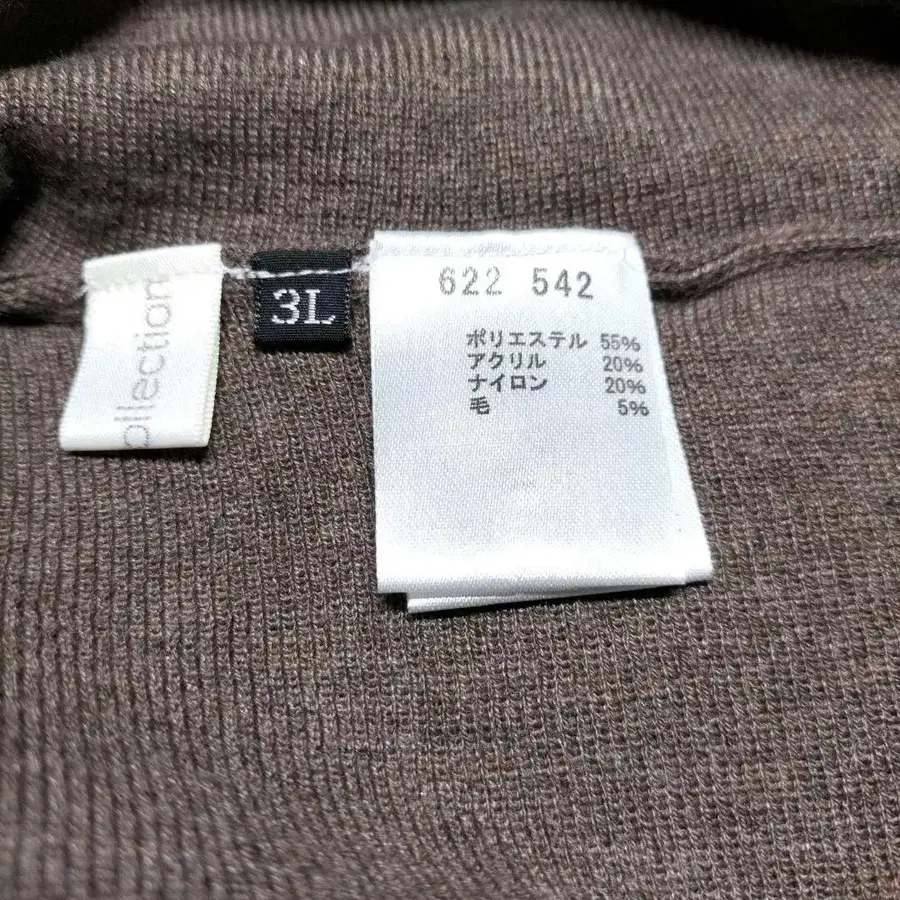 ollection
3L
622 542
ポリエステル 55%
アクリル 20%
ナイロン 20%
毛 5%